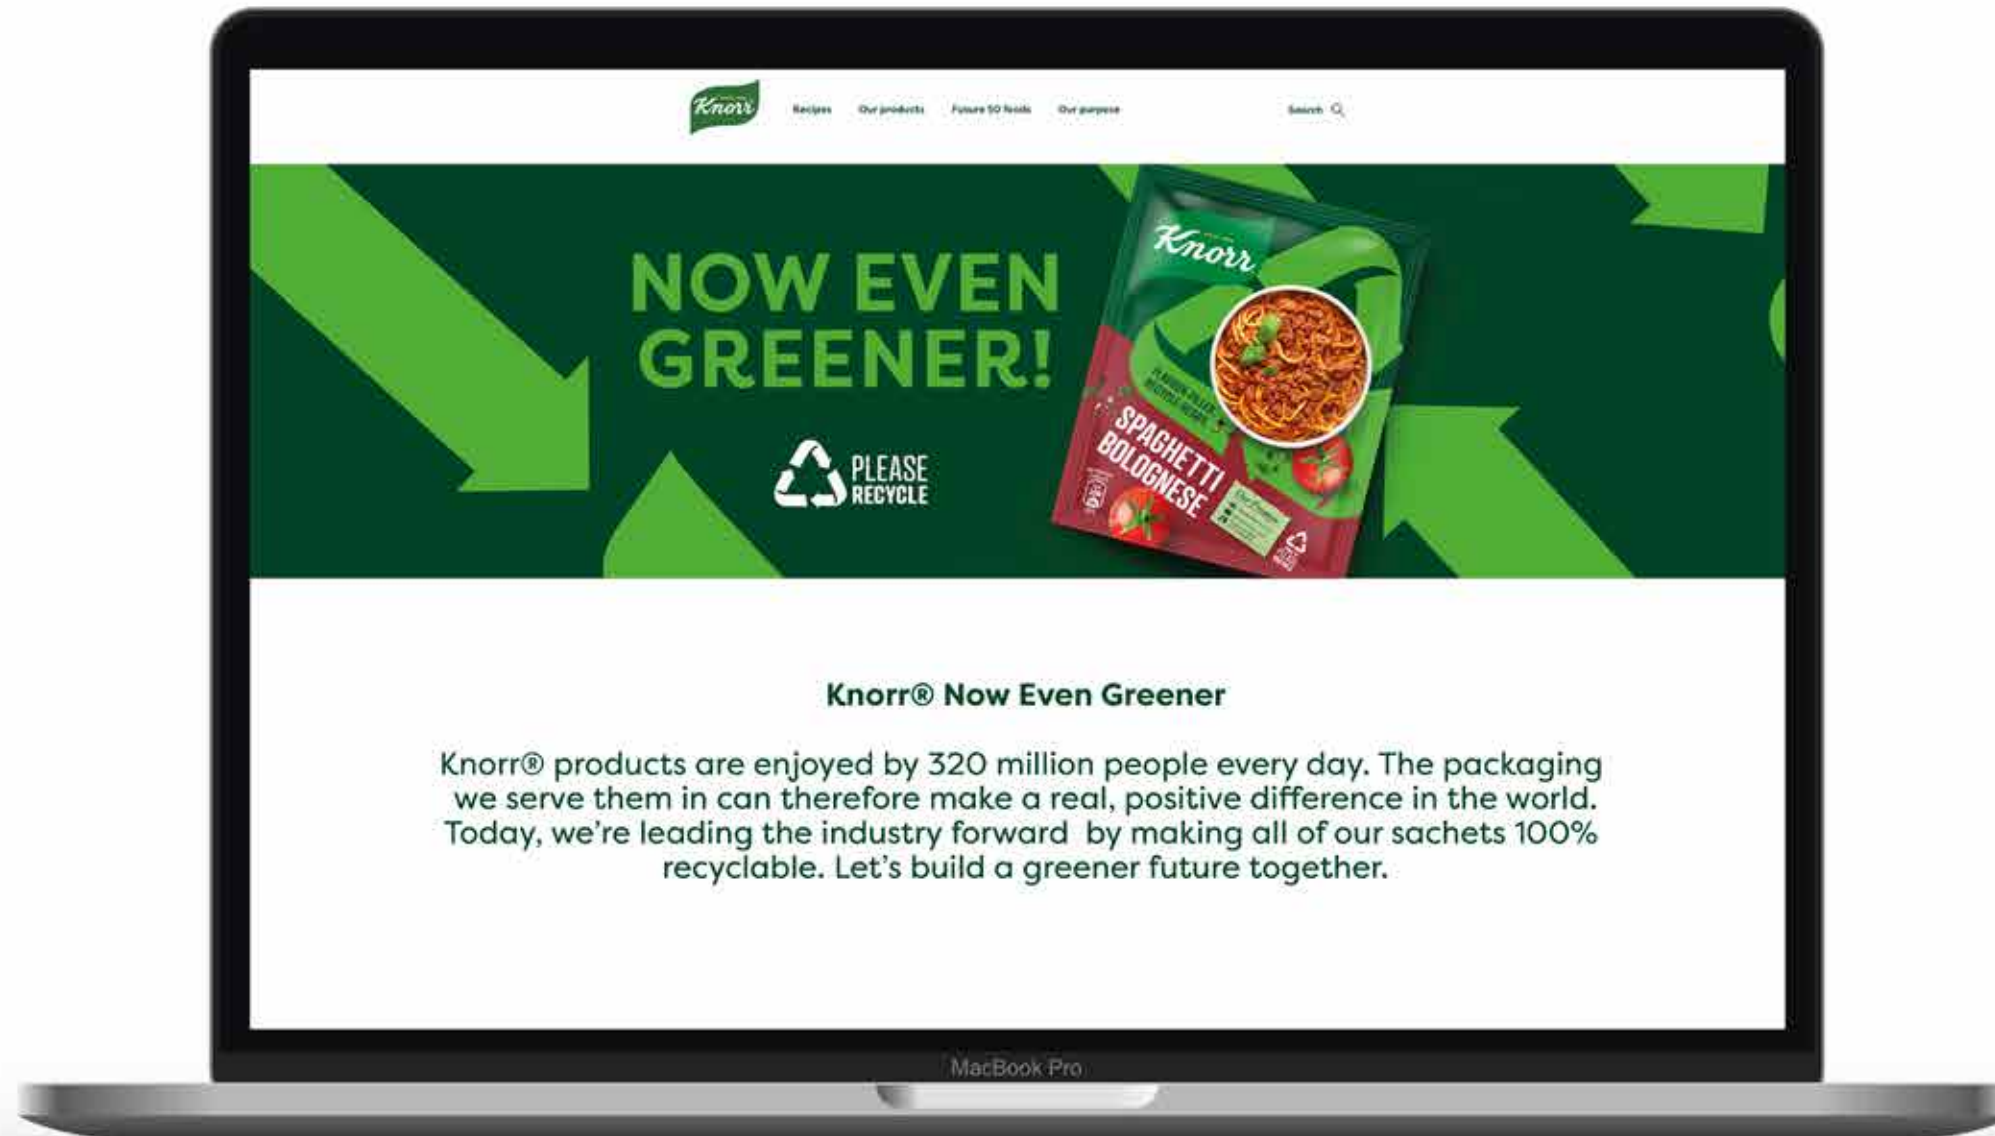 Knorr
Recipes Our products Future 50 foods Our purpose Search
NOW EVEN
GREENER!
PLEASE
RECYCLE
Knorr
SPAGHETTI
BOLOGNESE
Knorr® Now Even Greener
Knorr® products are enjoyed by 320 million people every day. The packaging
we serve them in can therefore make a real, positive difference in the world.
Today, we're leading the industry forward by making all of our sachets 100%
recyclable. Let's build a greener future together.
MacBook Pro